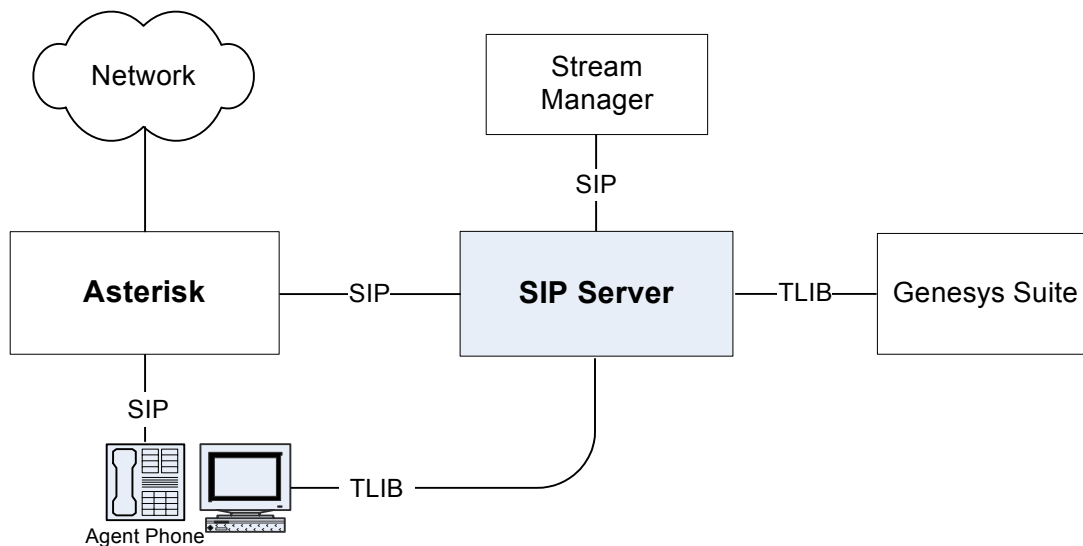 Network
Stream
Manager
SIP
Asterisk
SIP
SIP Server
TLIB
Genesys Suite
SIP
TLIB
Agent Phone